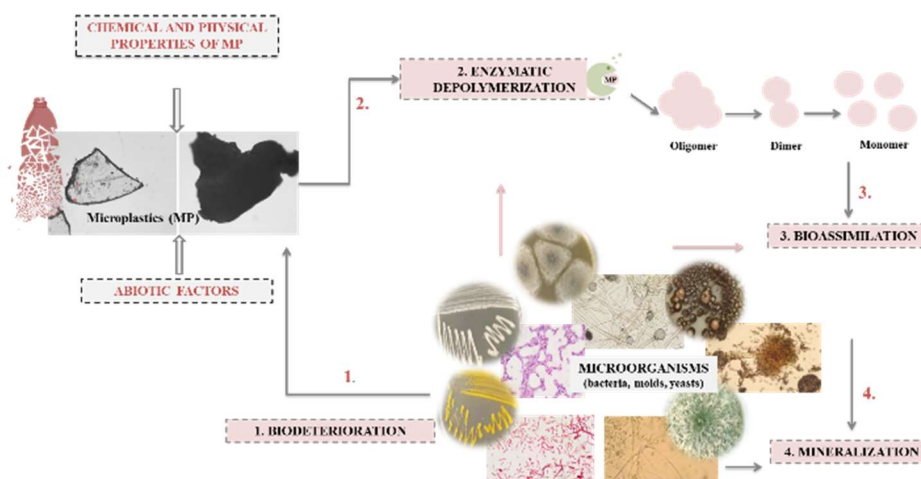 CHEMICAL AND PHYSICAL
PROPERTIES OF MP
2. ENZYMATIC
DEPOLYMERIZATION
MP
2.
Oligomer
Dimer
Monomer
Microplastics (MP)
3.
3. BIOASSIMILATION
ABIOTIC FACTORS
MICROORGANISMS
(bacteria, molds, yeasts)
1.
4.
1. BIODETERIORATION
4. MINERALIZATION